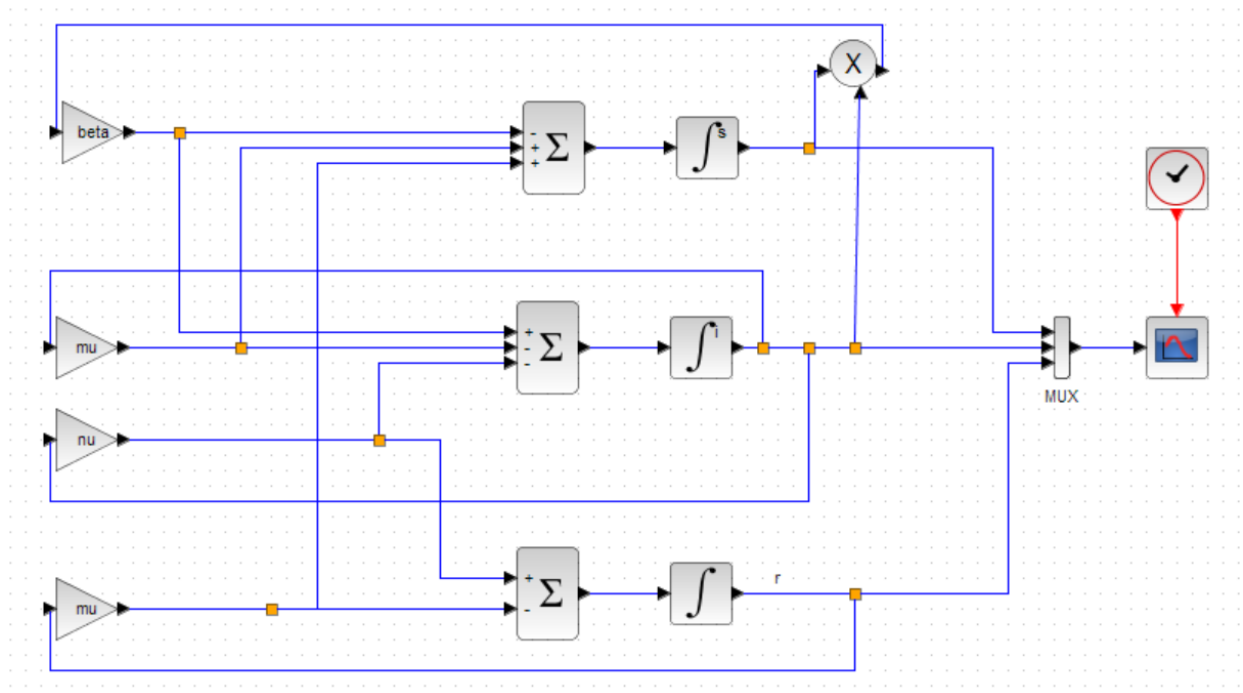 X
beta
-
+
+
Σ
∫
s
mu
+
-
-
Σ
∫
i
MUX
nu
+
-
Σ
∫
r
mu